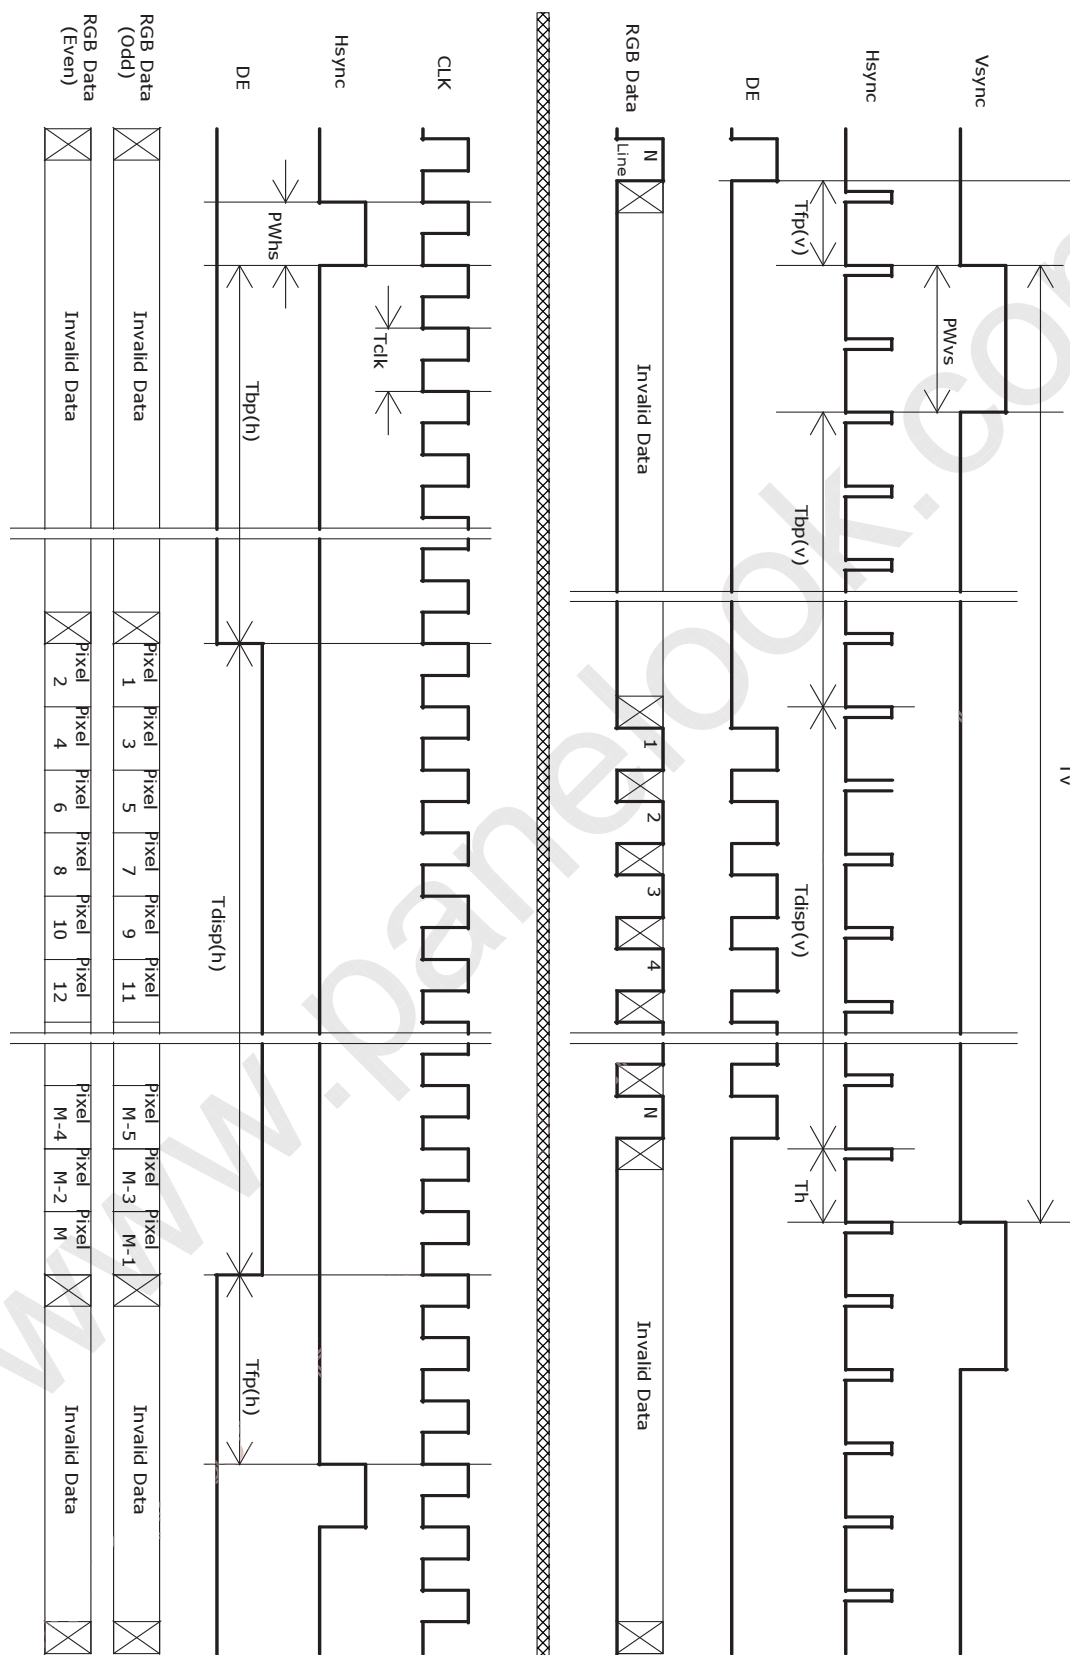 Vsync
Tv
PWvs
Hsync
Tfp(v)
Tbp(v)
Tdisp(v)
Th
DE
RGB Data
N
Line
Invalid Data
1
2
3
4
N
Invalid Data
CLK
Tclk
Hsync
PWhs
DE
Tbp(h)
Tdisp(h)
Tfp(h)
RGB Data
(Odd)
Invalid Data
Pixel
1
Pixel
3
Pixel
5
Pixel
7
Pixel
9
Pixel
11
Pixel
M-5
Pixel
M-3
Pixel
M-1
Invalid Data
RGB Data
(Even)
Invalid Data
Pixel
2
Pixel
4
Pixel
6
Pixel
8
Pixel
10
Pixel
12
Pixel
M-4
Pixel
M-2
Pixel
M
Invalid Data
www.panelook.com